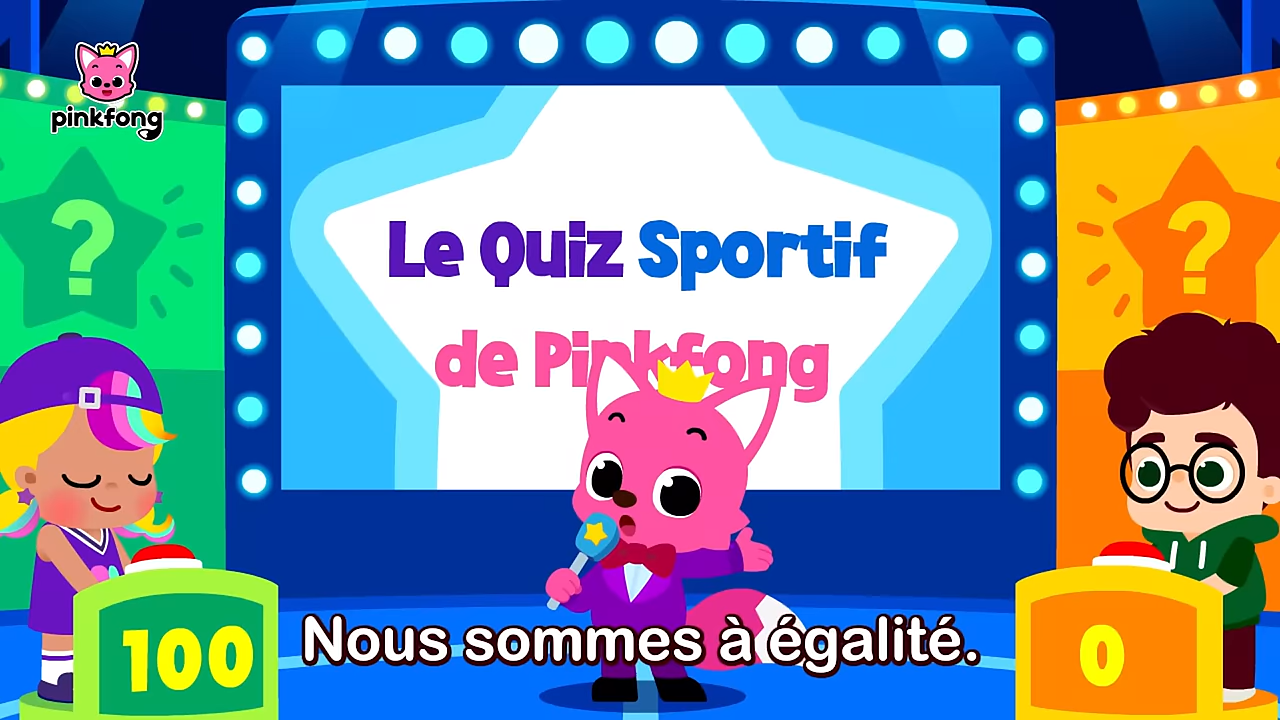 pinkfong
?
?
Le Quiz Sportif
de Pinkfong
100
0
Nous sommes à égalité.